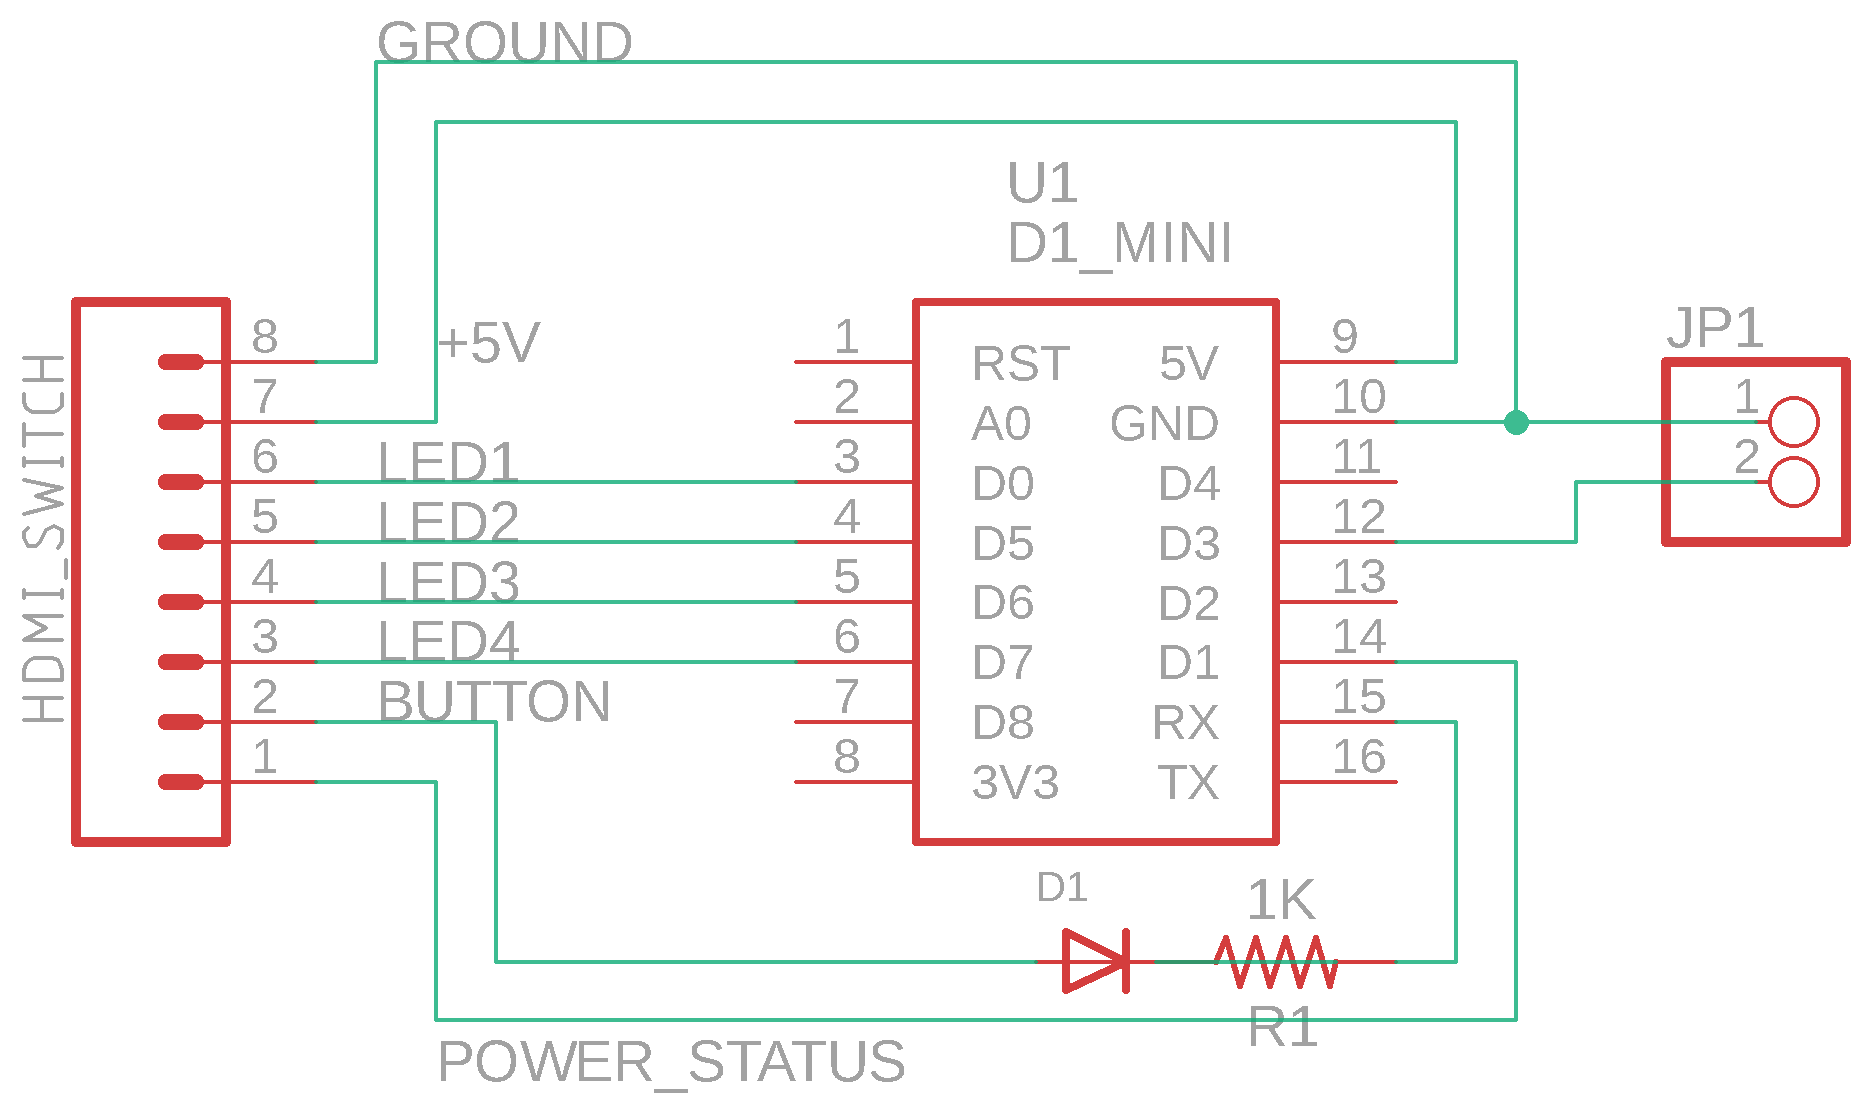 GROUND
U1
D1_MINI
HDMI_SWITCH
8
7
6
5
4
3
2
1
+5V
LED1
LED2
LED3
LED4
BUTTON
1 RST 5V 9
2 A0 GND 10
3 D0 D4 11
4 D5 D3 12
5 D6 D2 13
6 D7 D1 14
7 D8 RX 15
8 3V3 TX 16
JP1
1
2
D1
1K
R1
POWER_STATUS